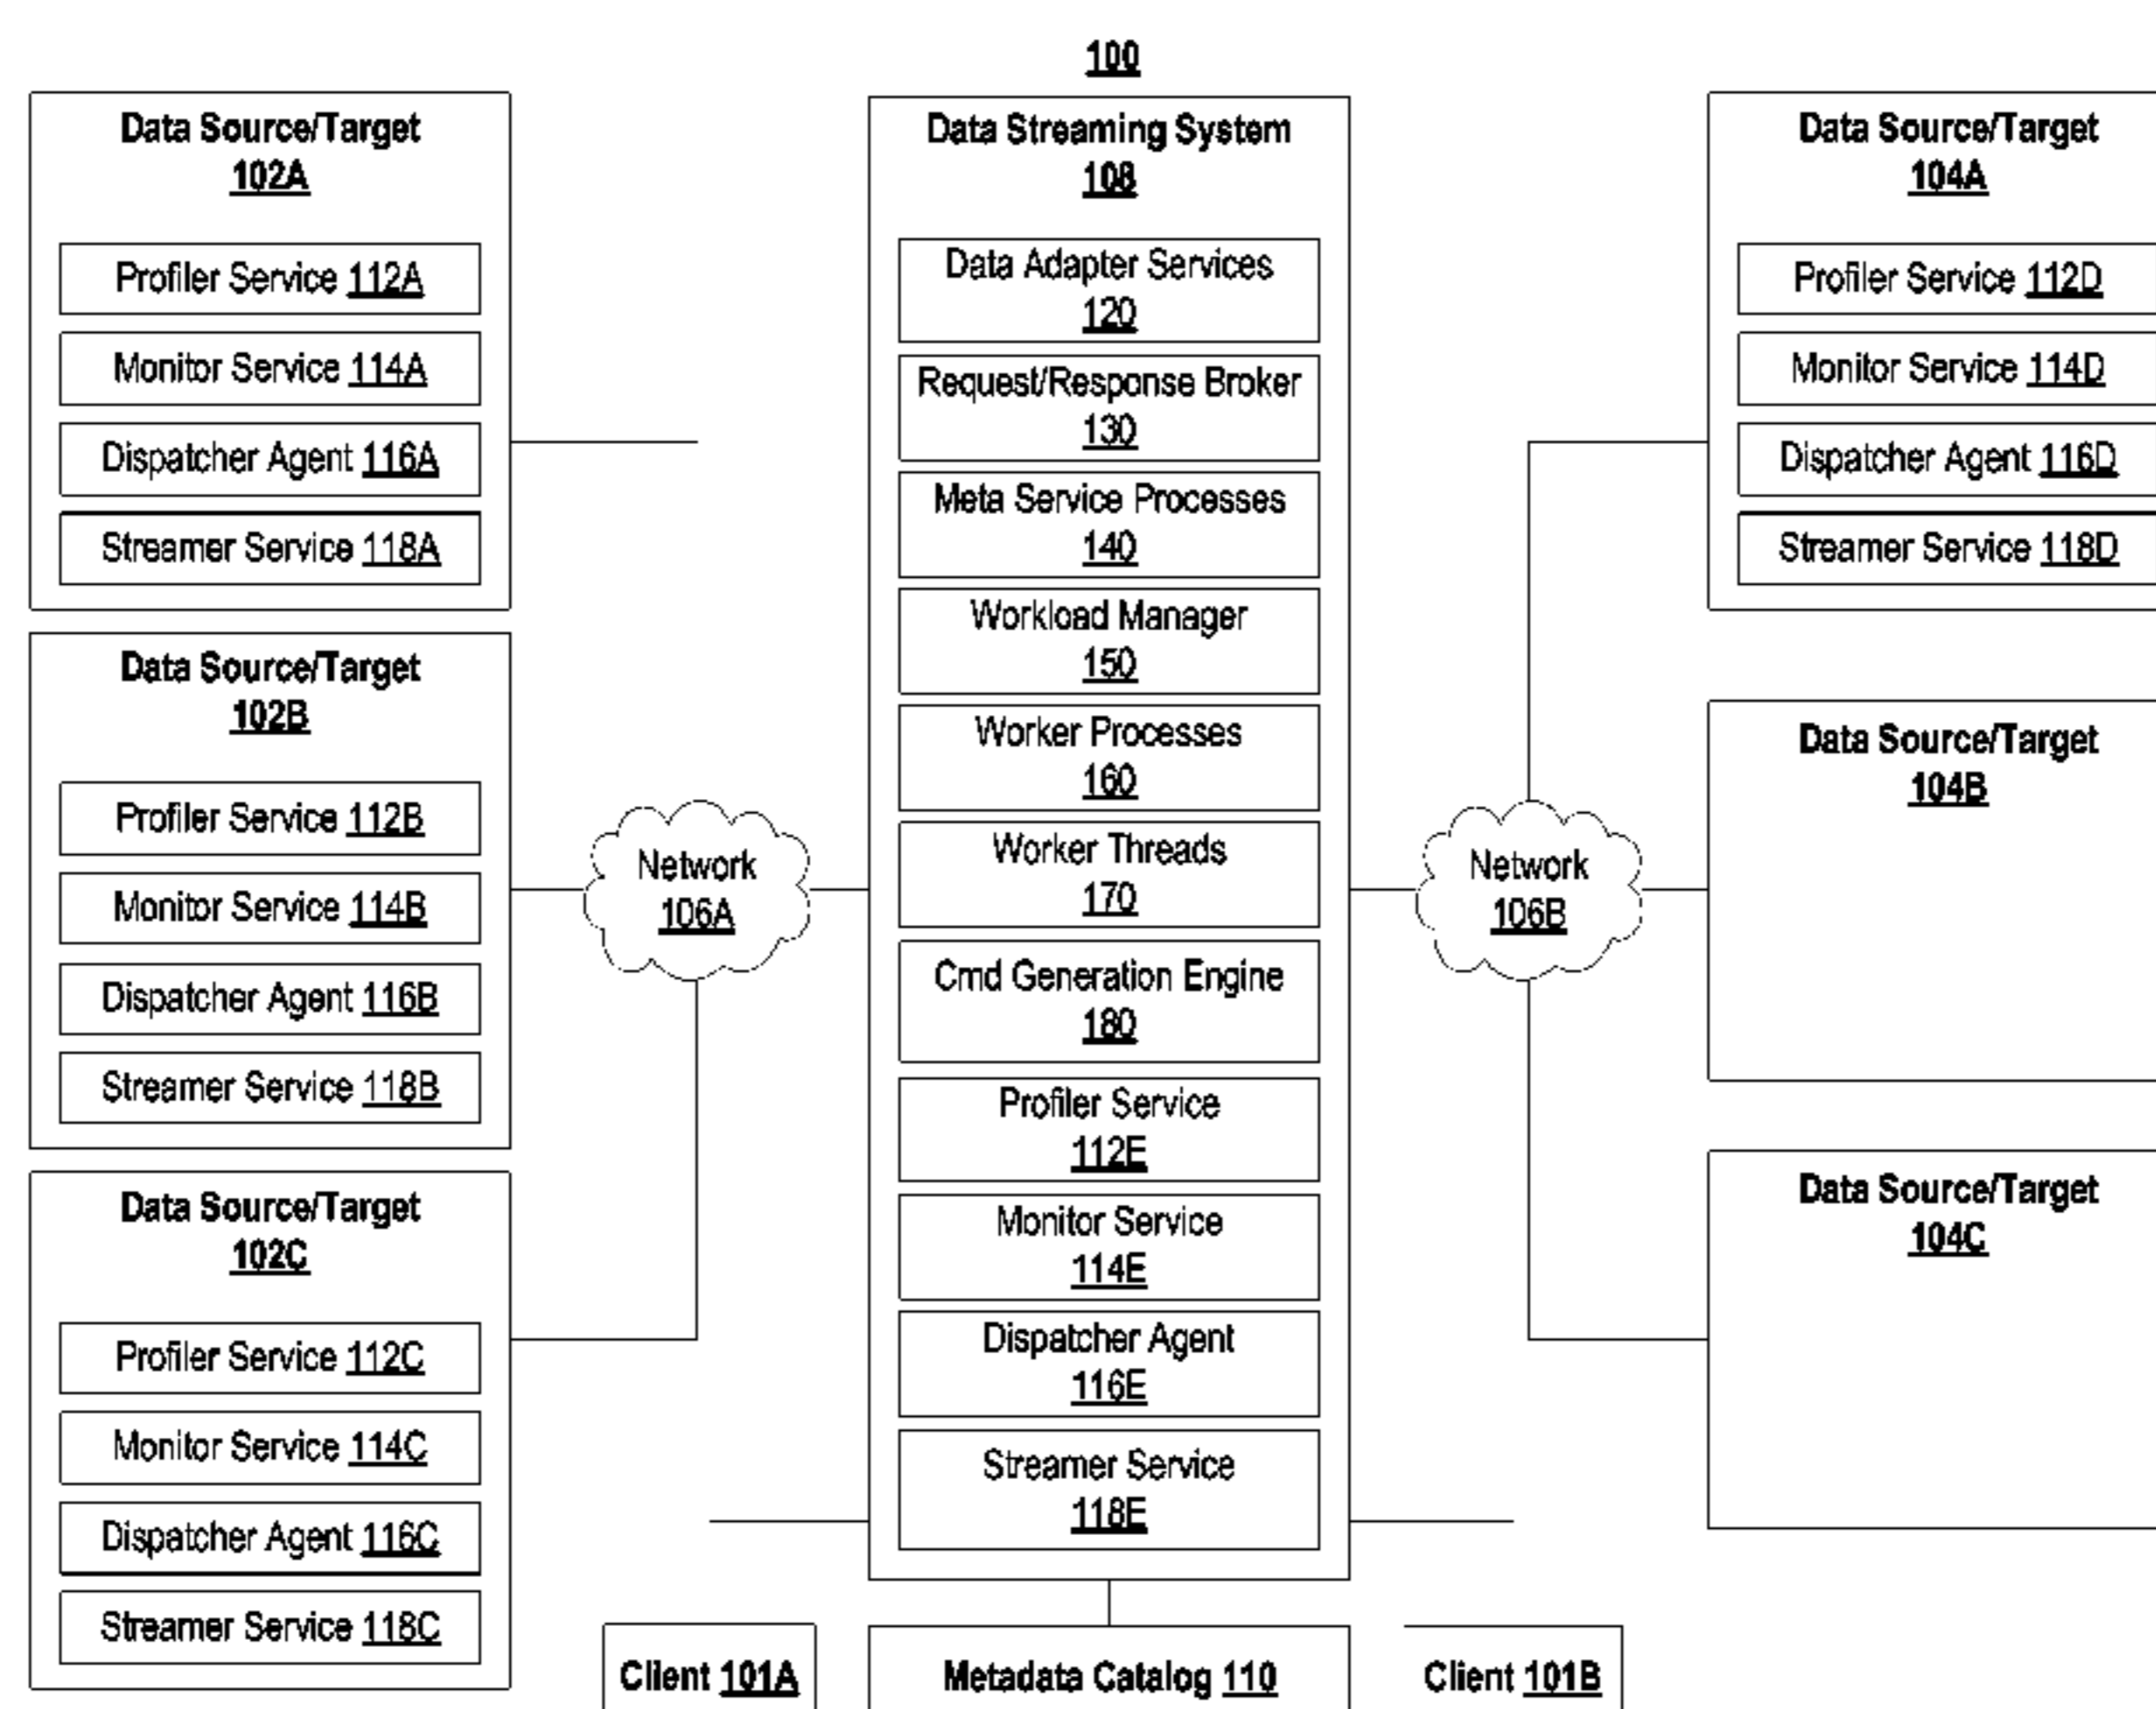 100
Data Source/Target
102A
Profiler Service 112A
Monitor Service 114A
Dispatcher Agent 116A
Streamer Service 118A
Data Source/Target
102B
Profiler Service 112B
Monitor Service 114B
Dispatcher Agent 116B
Streamer Service 118B
Data Source/Target
102C
Profiler Service 112C
Monitor Service 114C
Dispatcher Agent 116C
Streamer Service 118C
Network
106A
Client 101A
Data Streaming System
108
Data Adapter Services
120
Request/Response Broker
130
Meta Service Processes
140
Workload Manager
150
Worker Processes
160
Worker Threads
170
Cmd Generation Engine
180
Profiler Service
112E
Monitor Service
114E
Dispatcher Agent
116E
Streamer Service
118E
Metadata Catalog 110
Network
106B
Client 101B
Data Source/Target
104A
Profiler Service 112D
Monitor Service 114D
Dispatcher Agent 116D
Streamer Service 118D
Data Source/Target
104B
Data Source/Target
104C